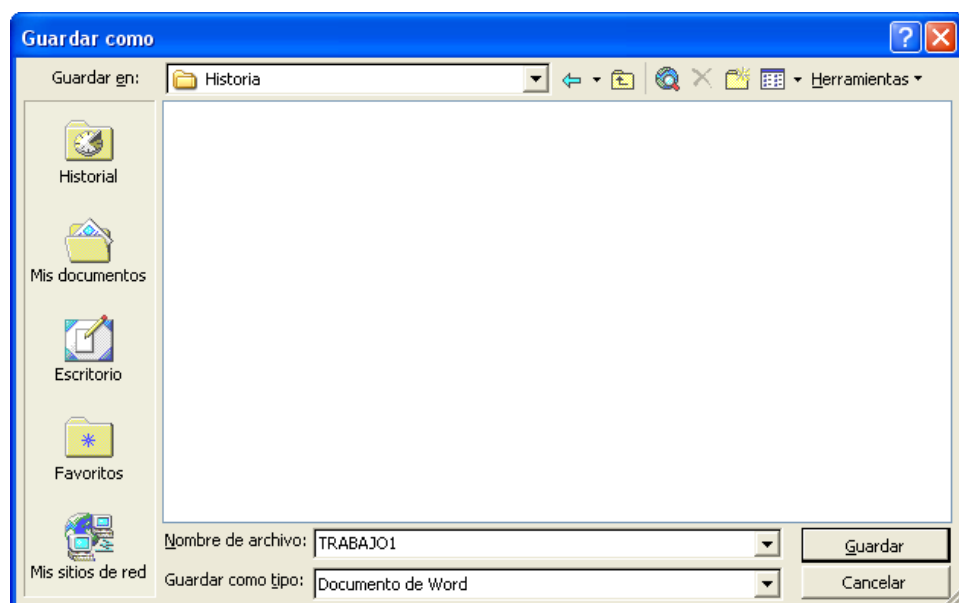 Guardar como
Guardar en: Historia Herramientas
Historial
Mis documentos
Escritorio
Favoritos
Mis sitios de red
Nombre de archivo: TRABAJO1 Guardar
Guardar como tipo: Documento de Word Cancelar